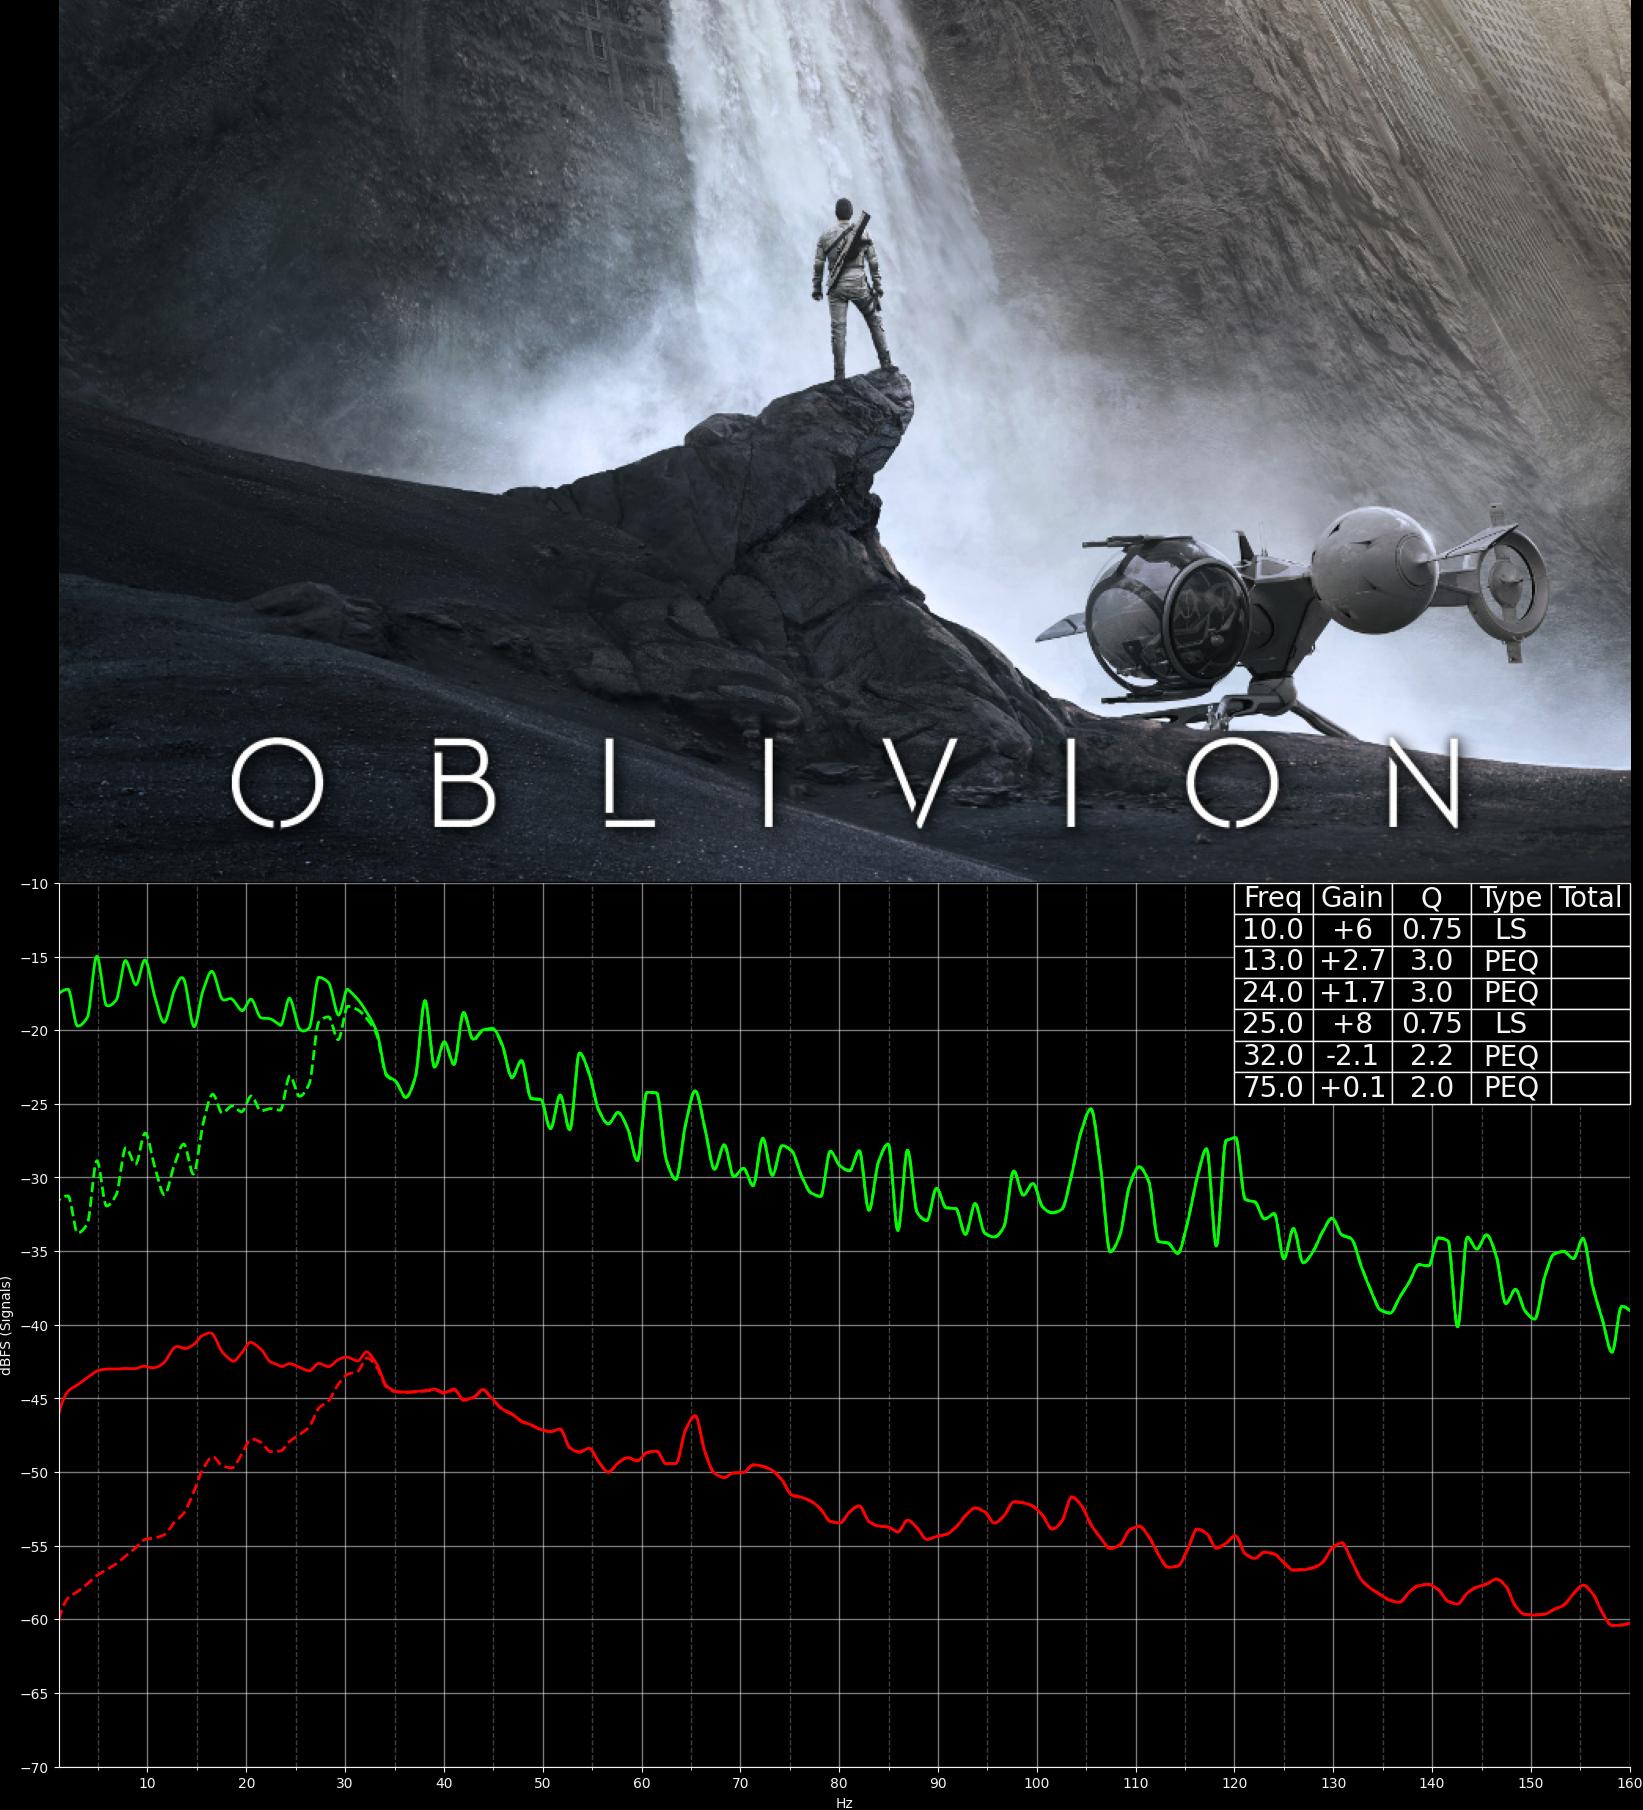 OBLIVION
Freq Gain Q Type Total
10.0 +6 0.75 LS
13.0 +2.7 3.0 PEQ
24.0 +1.7 3.0 PEQ
25.0 +8 0.75 LS
32.0 -2.1 2.2 PEQ
75.0 +0.1 2.0 PEQ
−10
−15
−20
−25
−30
−35
−40
−45
−50
−55
−60
−65
−70
dBFS (Signals)
10 20 30 40 50 60 70 80 90 100 110 120 130 140 150 160
Hz